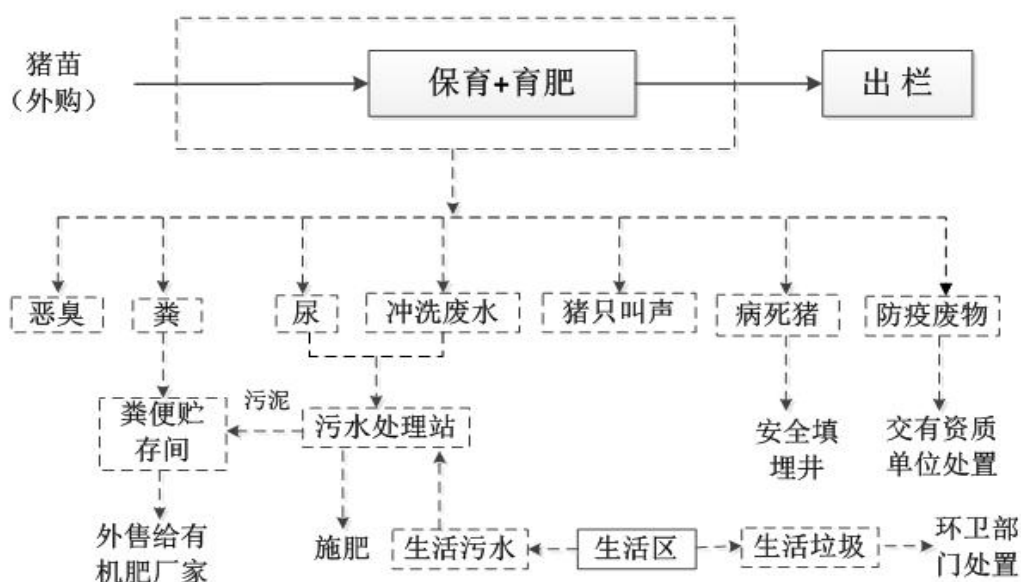 猪苗
（外购）
保育+育肥
出 栏
恶臭
粪
尿
冲洗废水
猪只叫声
病死猪
防疫废物
粪便贮
存间
污泥
污水处理站
安全填
埋井
交有资质
单位处置
外售给有
机肥厂家
施肥
生活污水
生活区
生活垃圾
环卫部
门处置